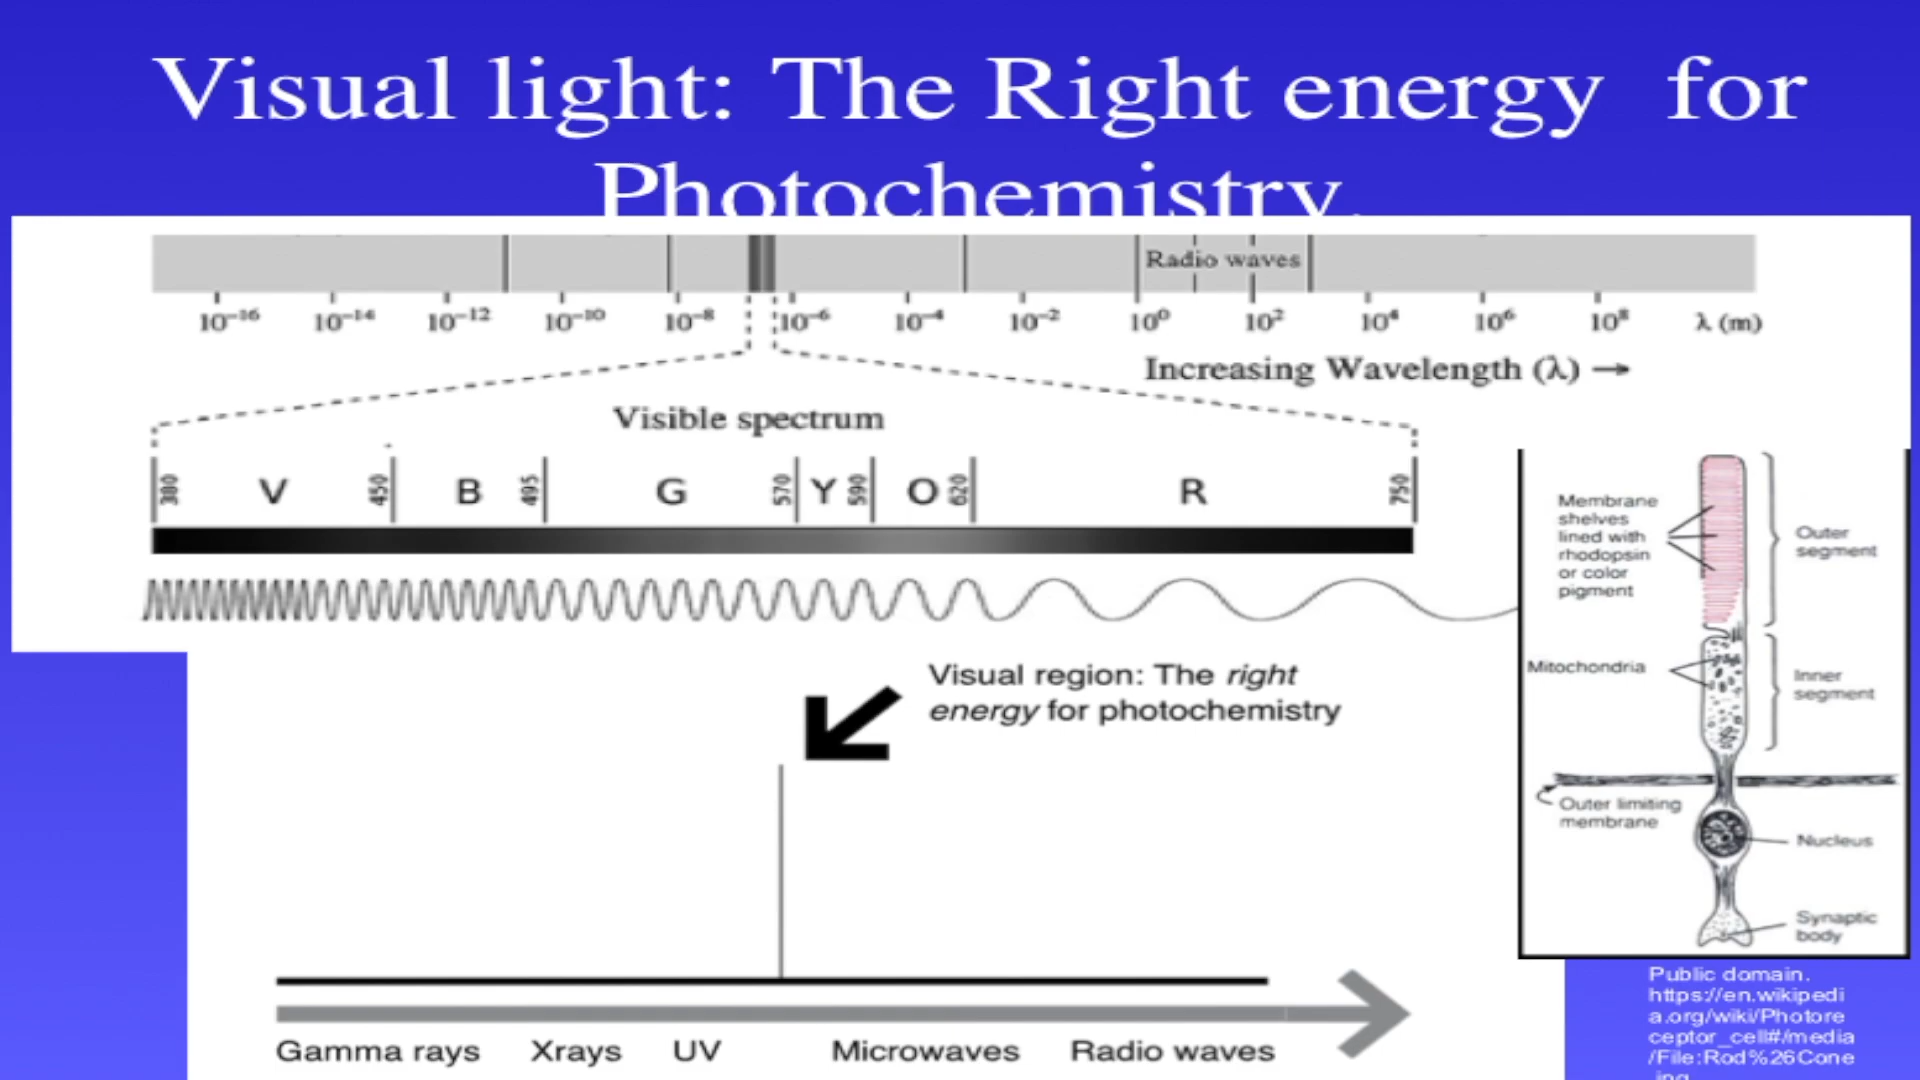 Visual light: The Right energy for
Photochemistry.
Radio waves
10⁻¹⁶ 10⁻¹⁴ 10⁻¹² 10⁻¹⁰ 10⁻⁸ 10⁻⁶ 10⁻⁴ 10⁻² 10⁰ 10² 10⁴ 10⁶ 10⁸ λ (m)
Increasing Wavelength (λ) →
Visible spectrum
380 V 450 B 495 G 570 Y 590 O 620 R 750
Membrane
shelves
lined with
rhodopsin
or color
pigment
Outer
segment
Mitochondria
Inner
segment
Outer limiting
membrane
Nucleus
Synaptic
body
Visual region: The right
energy for photochemistry
Gamma rays Xrays UV Microwaves Radio waves
Public domain.
https://en.wikipedi
a.org/wiki/Photore
ceptor_cell#/media
/File:Rod%26Cone
.jpg